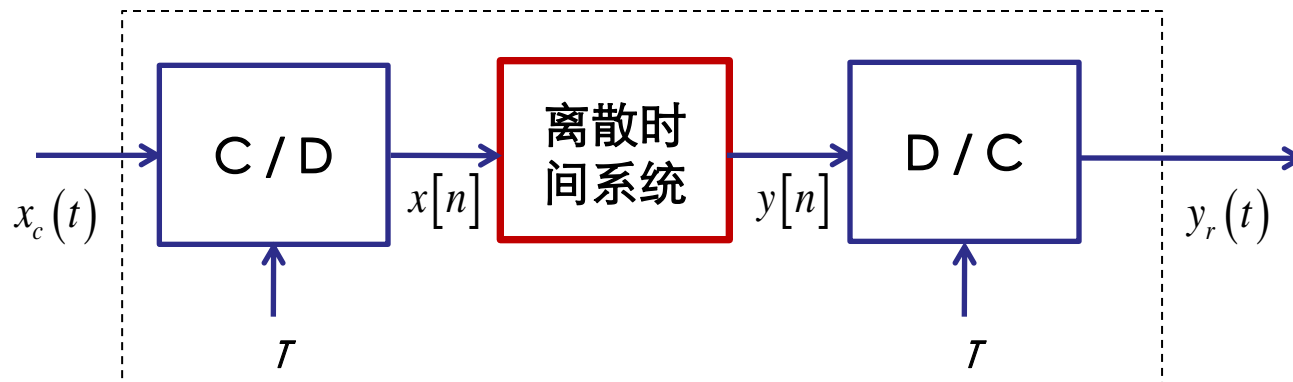 C / D
离散时
间系统
D / C
x_c(t)
x[n]
y[n]
y_r(t)
T
T